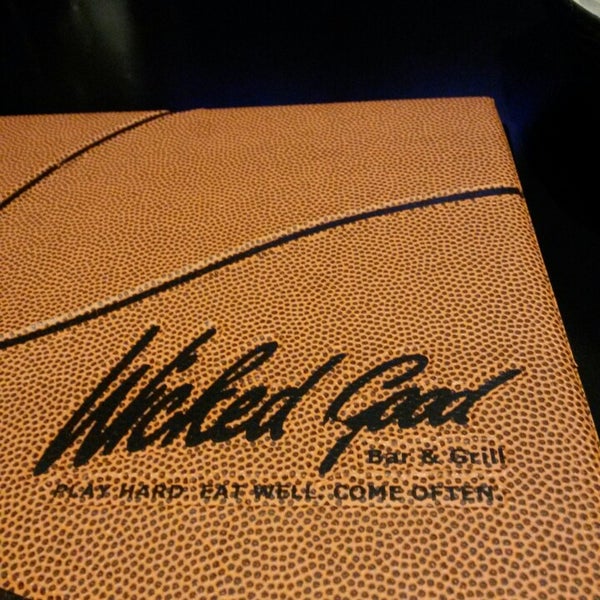 Wicked Good
Bar & Grill
PLAY HARD. EAT WELL. COME OFTEN.